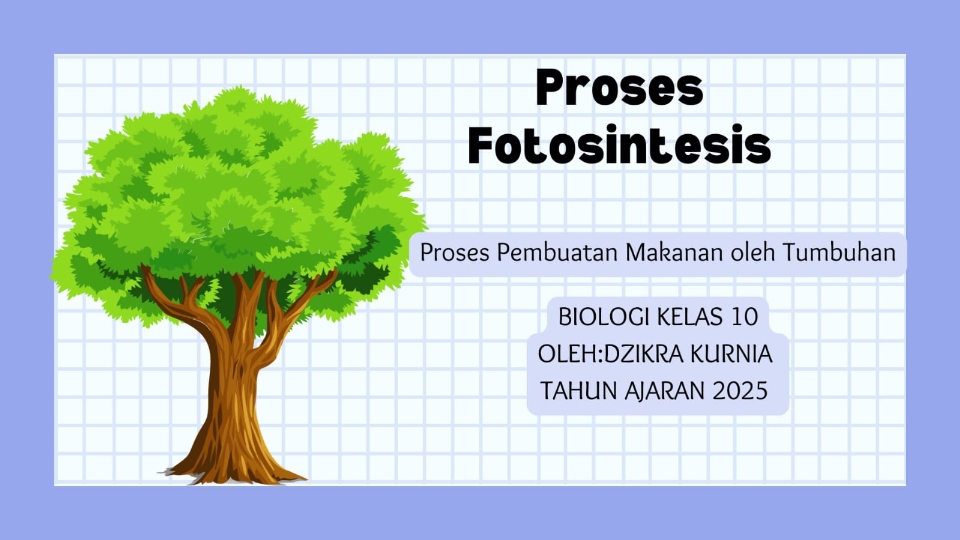 Proses
Fotosintesis
Proses Pembuatan Makanan oleh Tumbuhan
BIOLOGI KELAS 10
OLEH:DZIKRA KURNIA
TAHUN AJARAN 2025